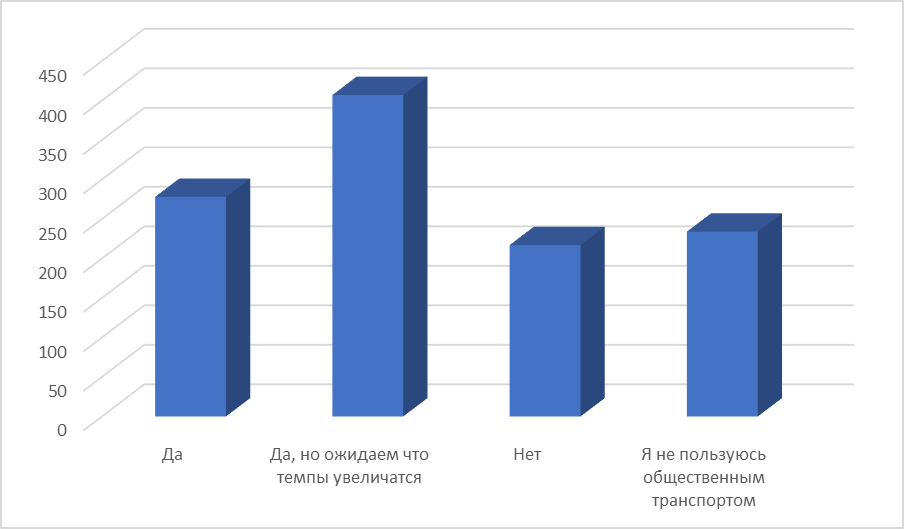 450
400
350
300
250
200
150
100
50
0
Да
Да, но ожидаем что
темпы увеличатся
Нет
Я не пользуюсь
общественным
транспортом